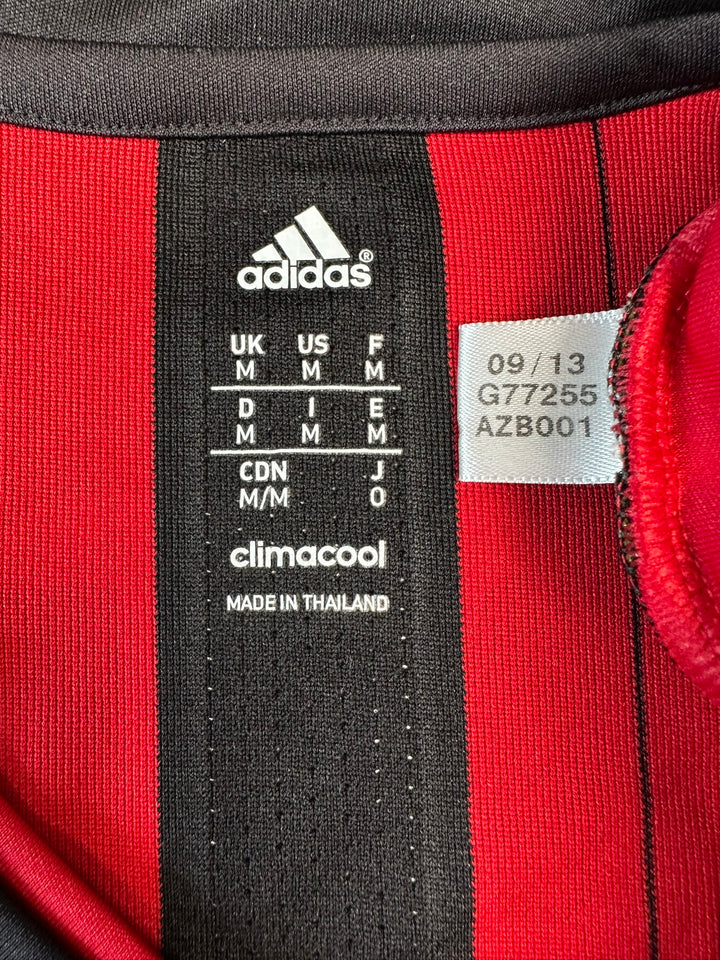 adidas®
UK US F
M M M
D I E
M M M
CDN J
M/M O
climacool
MADE IN THAILAND
09 / 13
G77255
AZB001